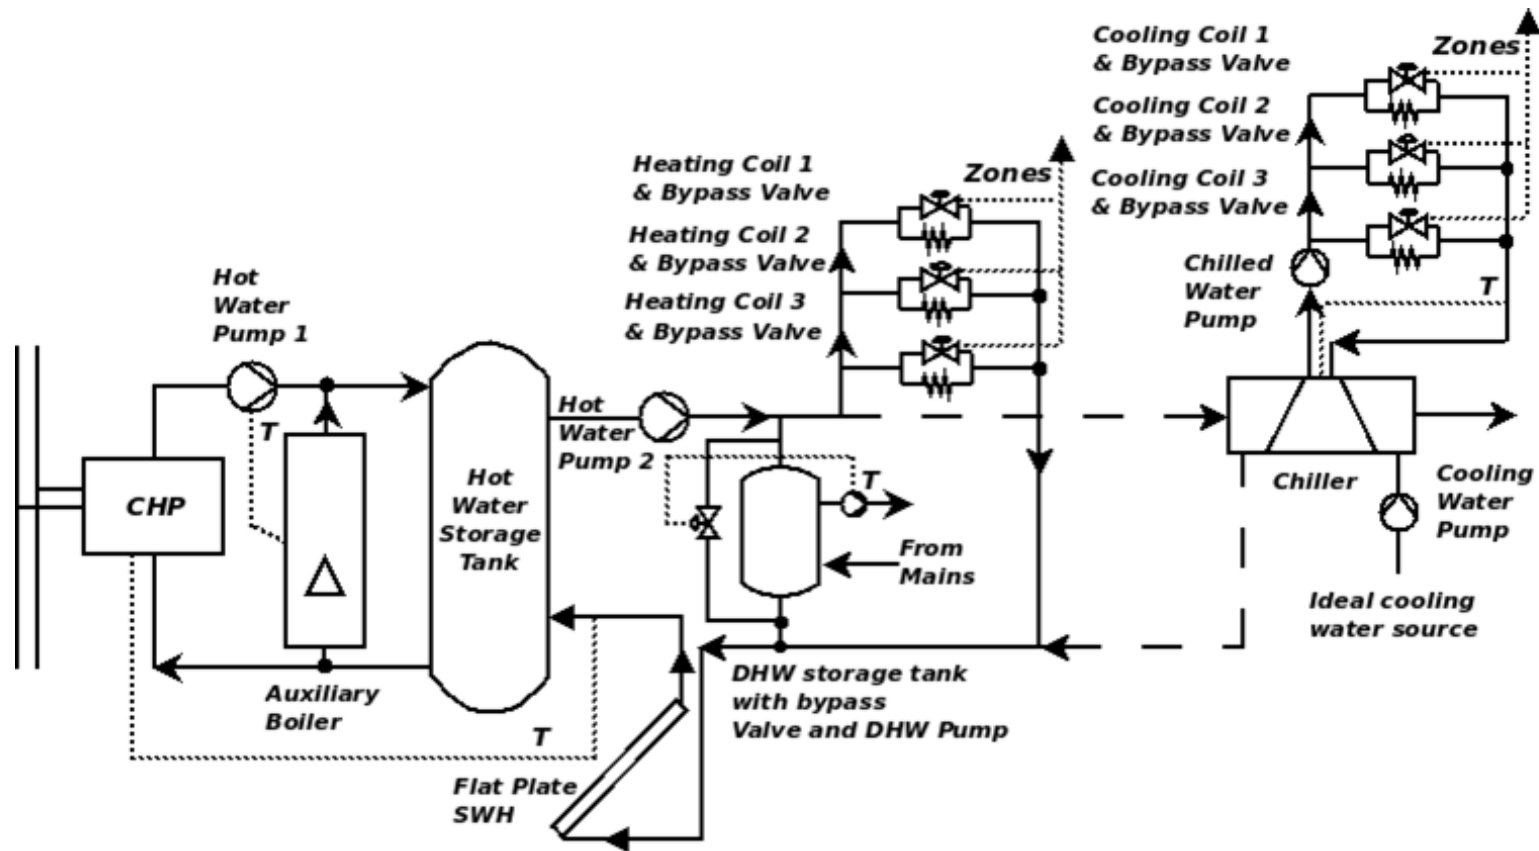 Cooling Coil 1
& Bypass Valve
Zones
Cooling Coil 2
& Bypass Valve
Cooling Coil 3
& Bypass Valve
Heating Coil 1
& Bypass Valve
Zones
Heating Coil 2
& Bypass Valve
Heating Coil 3
& Bypass Valve
Chilled
Water
Pump
T
Hot
Water
Pump 1
T
Hot
Water
Pump 2
T
CHP
Hot
Water
Storage
Tank
From
Mains
Chiller
Cooling
Water
Pump
Ideal cooling
water source
Auxiliary
Boiler
DHW storage tank
with bypass
Valve and DHW Pump
T
Flat Plate
SWH